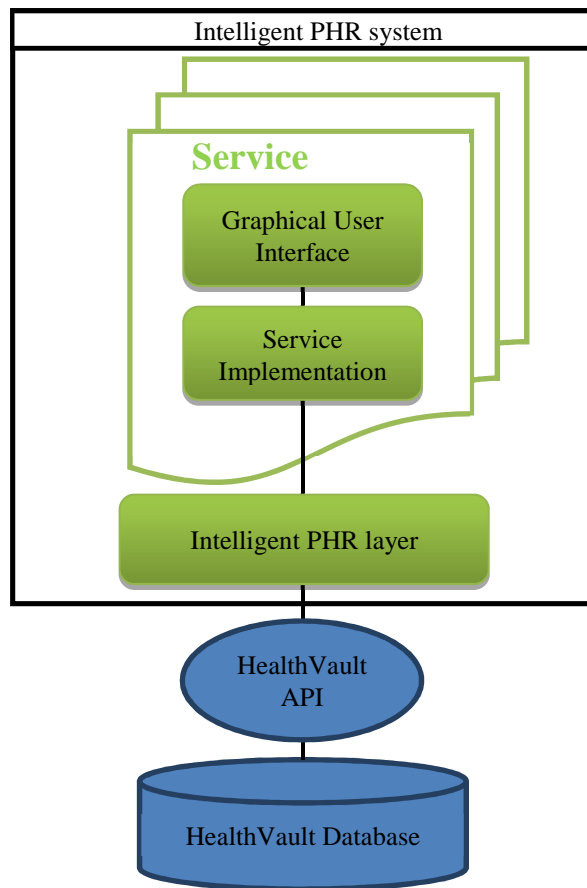 Intelligent PHR system
Service
Graphical User
Interface
Service
Implementation
Intelligent PHR layer
HealthVault
API
HealthVault Database